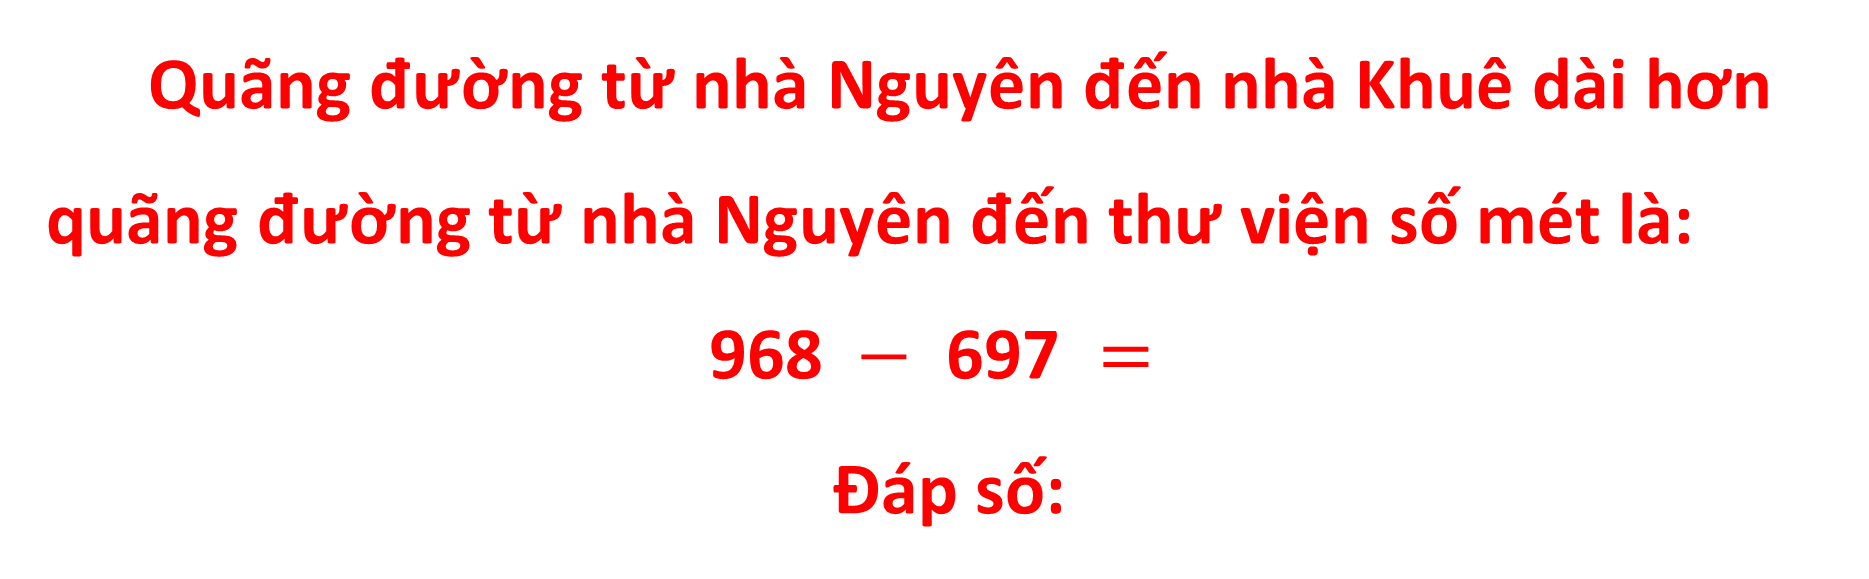 Quãng đường từ nhà Nguyên đến nhà Khuê dài hơn
quãng đường từ nhà Nguyên đến thư viện số mét là:
968 − 697 =
Đáp số: